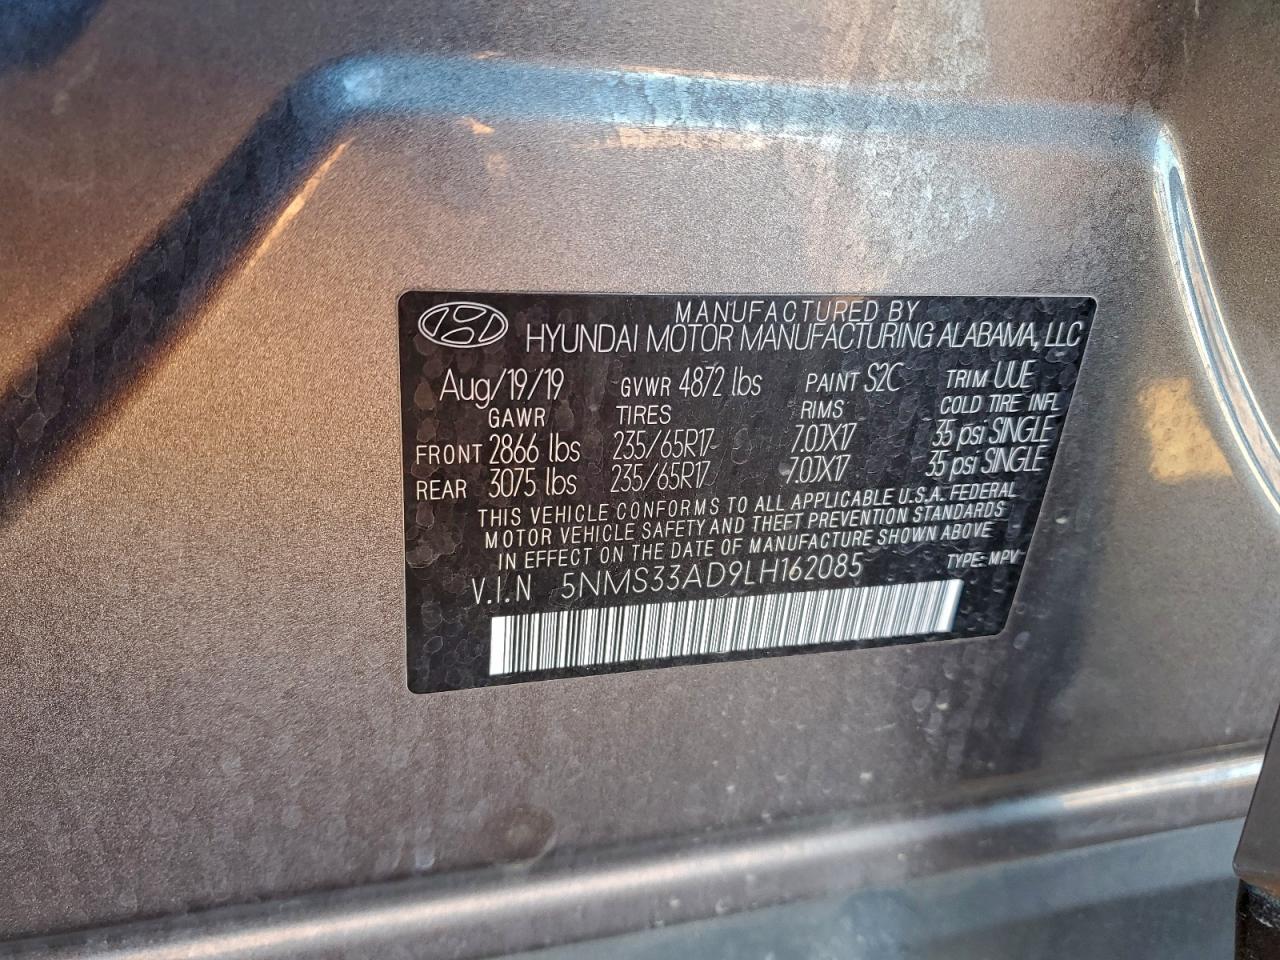 MANUFACTURED BY
HYUNDAI MOTOR MANUFACTURING ALABAMA, LLC
Aug/19/19 GVWR 4872 lbs PAINT S2C TRIM UUE
GAWR TIRES RIMS COLD TIRE INFL
FRONT 2866 lbs 235/65R17 7.0JX17 35 psi SINGLE
REAR 3075 lbs 235/65R17 7.0JX17 35 psi SINGLE
THIS VEHICLE CONFORMS TO ALL APPLICABLE U.S.A. FEDERAL
MOTOR VEHICLE SAFETY AND THEFT PREVENTION STANDARDS
IN EFFECT ON THE DATE OF MANUFACTURE SHOWN ABOVE
V.I.N 5NMS33AD9LH162085 TYPE: MPV